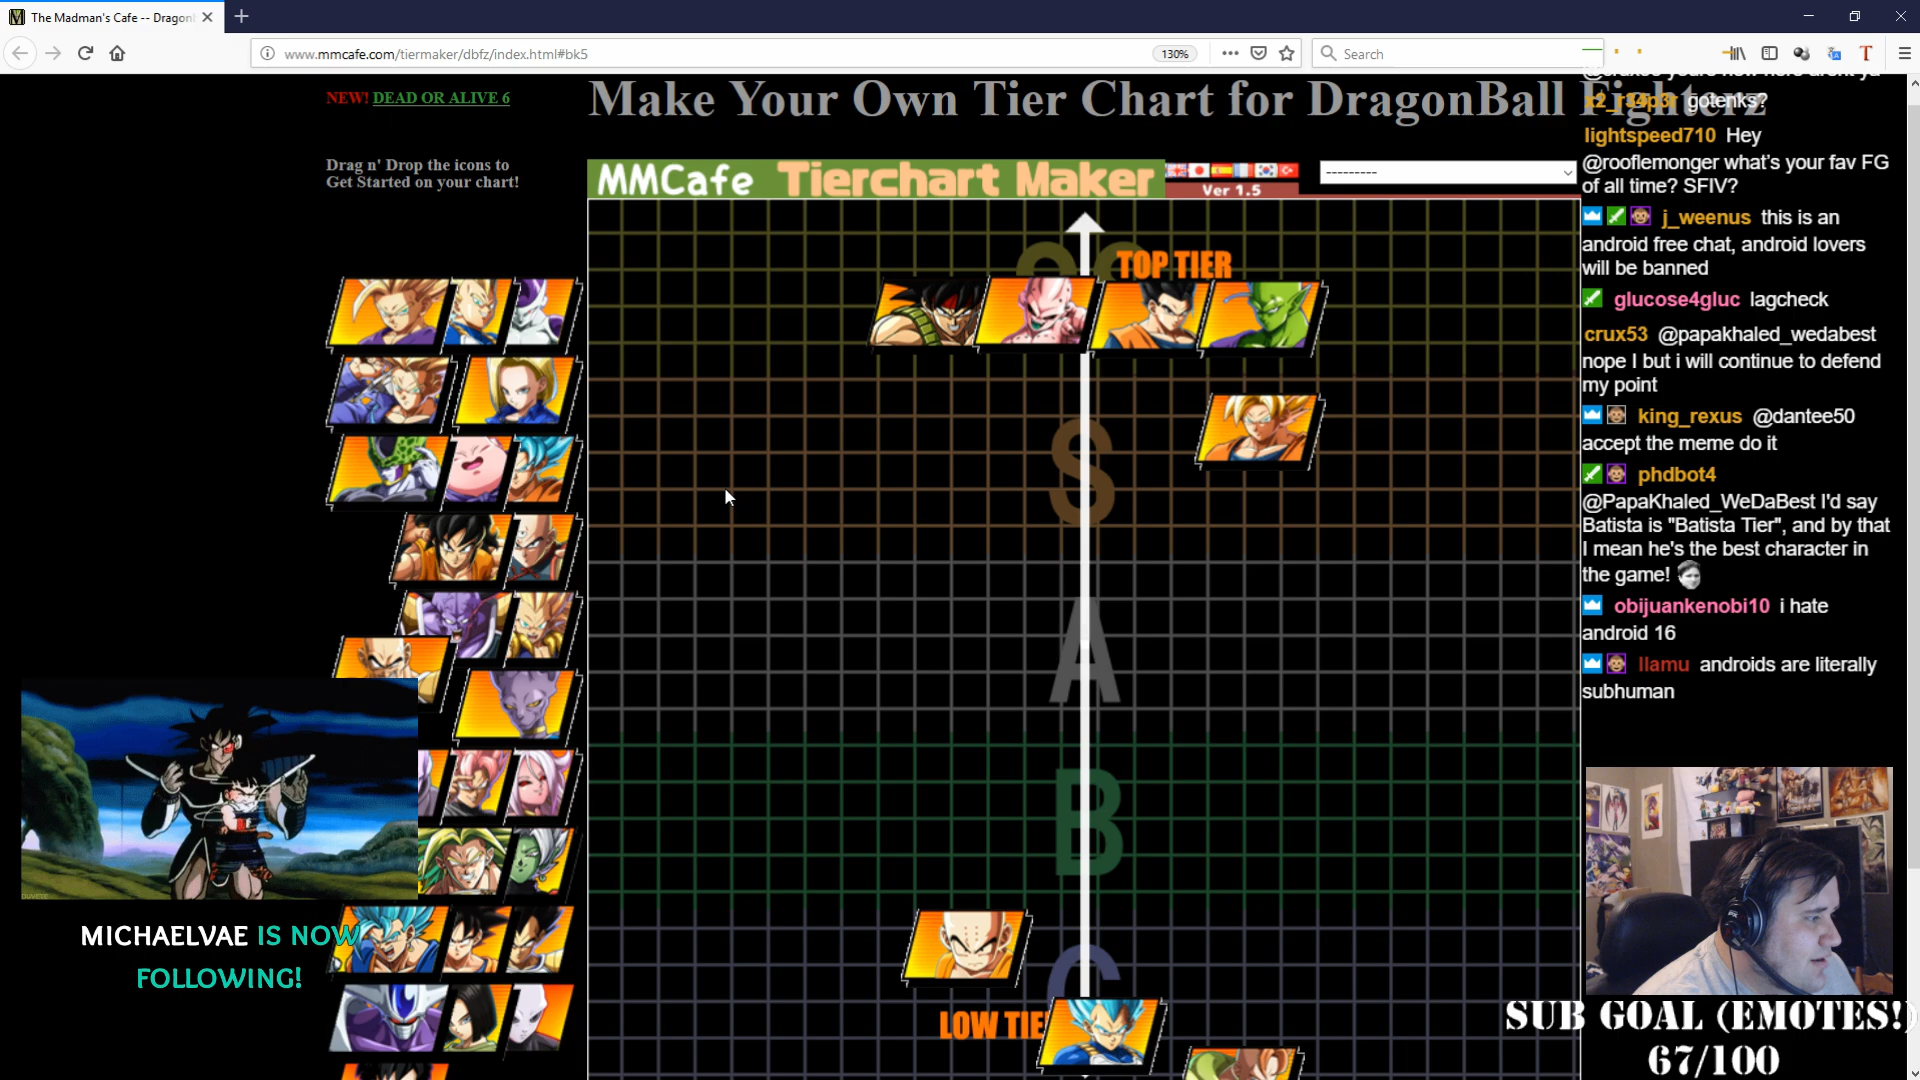 The Madman's Cafe -- Dragon
www.mmcafe.com/tiermaker/dbfz/index.html#bk5
130%
Search
NEW! DEAD OR ALIVE 6
Make Your Own Tier Chart for DragonBall Fighterz
Drag n' Drop the icons to
Get Started on your chart!
MMCafe Tierchart Maker
Ver 1.5
---------
TOP TIER
S
A
B
C
LOW TIE
gotenks?
lightspeed710 Hey
@rooflemonger what's your fav FG
of all time? SFIV?
j_weenus this is an
android free chat, android lovers
will be banned
glucose4gluc lagcheck
crux53 @papakhaled_wedabest
nope I but i will continue to defend
my point
king_rexus @dantee50
accept the meme do it
phdbot4
@PapaKhaled_WeDaBest I'd say
Batista is "Batista Tier", and by that
I mean he's the best character in
the game!
obijuankenobi10 i hate
android 16
llamu androids are literally
subhuman
MICHAELVAE IS NOW
FOLLOWING!
SUB GOAL (EMOTES!)
67/100